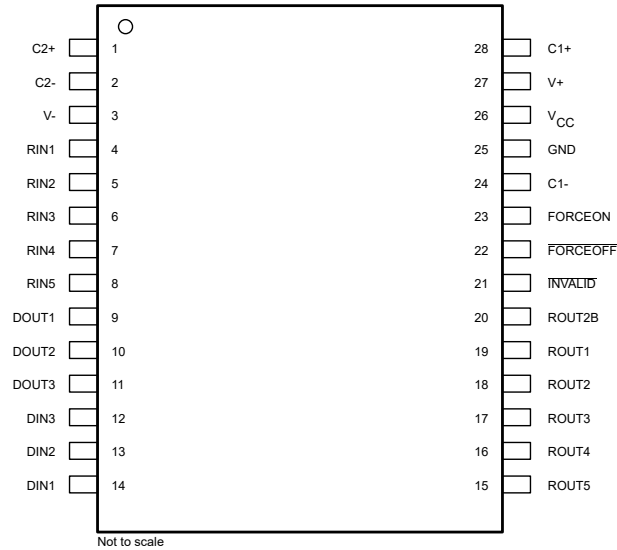 C2+ 1 28 C1+
C2- 2 27 V+
V- 3 26 VCC
RIN1 4 25 GND
RIN2 5 24 C1-
RIN3 6 23 FORCEON
RIN4 7 22 FORCEOFF
RIN5 8 21 INVALID
DOUT1 9 20 ROUT2B
DOUT2 10 19 ROUT1
DOUT3 11 18 ROUT2
DIN3 12 17 ROUT3
DIN2 13 16 ROUT4
DIN1 14 15 ROUT5
Not to scale